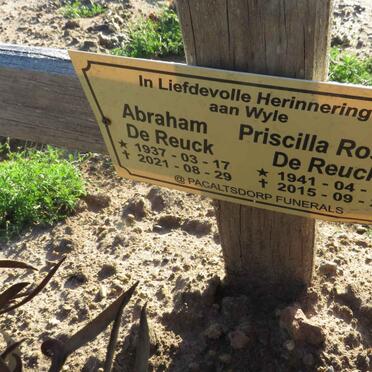 In Liefdevolle Herinnering
aan Wyle
Abraham
De Reuck
★ 1937 - 03 - 17
✝ 2021 - 08 - 29
Priscilla
De Reuck
★ 1941 - 04 -
✝ 2015 - 09 -
@ PACALTSDORP FUNERALS